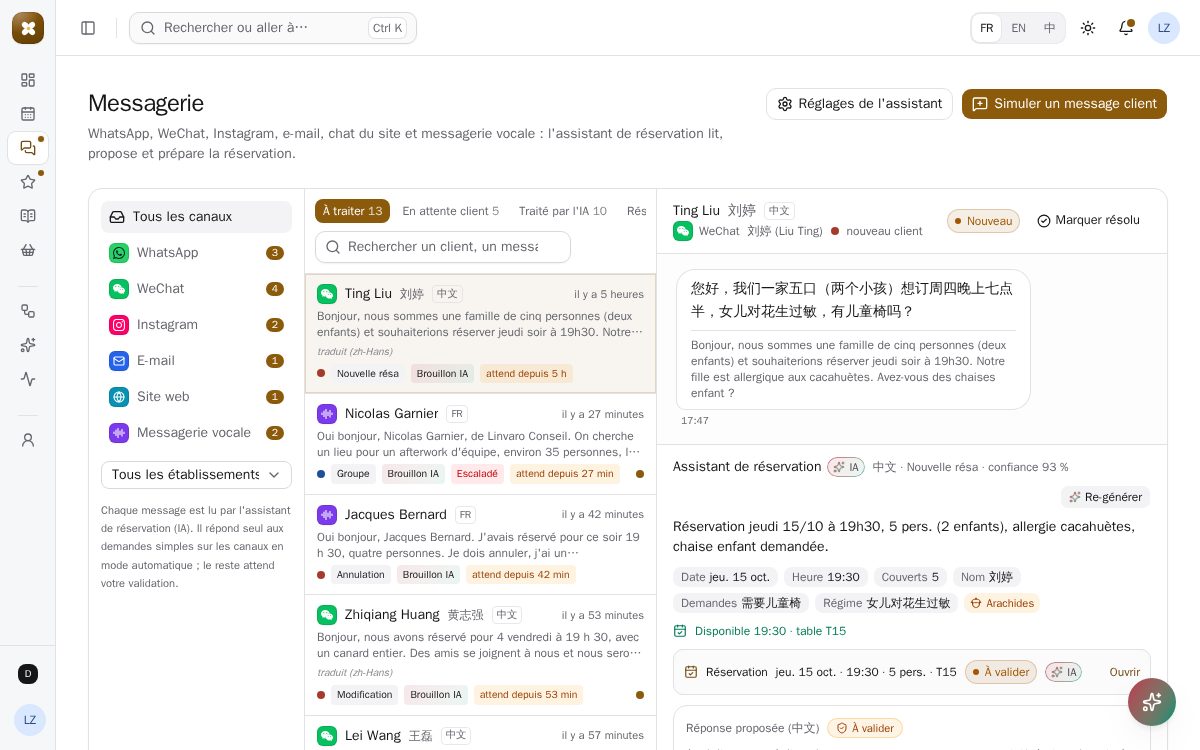 Rechercher ou aller à···
Ctrl K
FR
EN
中
LZ
Messagerie
WhatsApp, WeChat, Instagram, e-mail, chat du site et messagerie vocale : l'assistant de réservation lit,
propose et prépare la réservation.
Réglages de l'assistant
Simuler un message client
Tous les canaux
WhatsApp 3
WeChat 4
Instagram 2
E-mail 1
Site web 1
Messagerie vocale 2
Tous les établissements
Chaque message est lu par l'assistant
de réservation (IA). Il répond seul aux
demandes simples sur les canaux en
mode automatique ; le reste attend
votre validation.
D
LZ
À traiter 13
En attente client 5
Traité par l'IA 10
Rés
Rechercher un client, un messa
Ting Liu 刘婷 中文 il y a 5 heures
Bonjour, nous sommes une famille de cinq personnes (deux
enfants) et souhaiterions réserver jeudi soir à 19h30. Notre···
traduit (zh-Hans)
Nouvelle résa Brouillon IA attend depuis 5 h
Nicolas Garnier FR il y a 27 minutes
Oui bonjour, Nicolas Garnier, de Linvaro Conseil. On cherche
un lieu pour un afterwork d'équipe, environ 35 personnes, l···
Groupe Brouillon IA Escaladé attend depuis 27 min
Jacques Bernard FR il y a 42 minutes
Oui bonjour, Jacques Bernard. J'avais réservé pour ce soir 19
h 30, quatre personnes. Je dois annuler, j'ai un···
Annulation Brouillon IA attend depuis 42 min
Zhiqiang Huang 黄志强 中文 il y a 53 minutes
Bonjour, nous avons réservé pour 4 vendredi à 19 h 30, avec
un canard entier. Des amis se joignent à nous et nous sero···
traduit (zh-Hans)
Modification Brouillon IA attend depuis 53 min
Lei Wang 王磊 中文 il y a 57 minutes
Ting Liu 刘婷 中文
WeChat 刘婷 (Liu Ting) nouveau client
Nouveau
Marquer résolu
您好，我们一家五口（两个小孩）想订周四晚上七点
半，女儿对花生过敏，有儿童椅吗？
Bonjour, nous sommes une famille de cinq personnes (deux
enfants) et souhaiterions réserver jeudi soir à 19h30. Notre
fille est allergique aux cacahuètes. Avez-vous des chaises
enfant ?
17:47
Assistant de réservation IA 中文 · Nouvelle résa · confiance 93 %
Re-générer
Réservation jeudi 15/10 à 19h30, 5 pers. (2 enfants), allergie cacahuètes,
chaise enfant demandée.
Date jeu. 15 oct. Heure 19:30 Couverts 5 Nom 刘婷
Demandes 需要儿童椅 Régime 女儿对花生过敏 Arachides
Disponible 19:30 · table T15
Réservation jeu. 15 oct. · 19:30 · 5 pers. · T15 À valider IA Ouvrir
Réponse proposée (中文) À valider